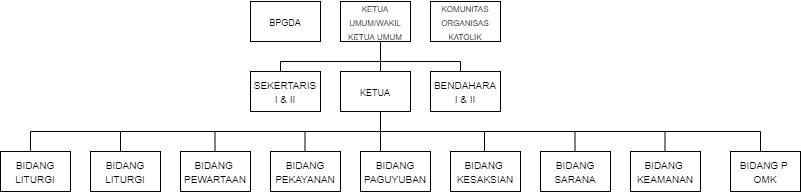 BPGDA
KETUA
UMUM/WAKIL
KETUA UMUM
KOMUNITAS
ORGANISAS
KATOLIK
SEKERTARIS
I & II
KETUA
BENDAHARA
I & II
BIDANG
LITURGI
BIDANG
LITURGI
BIDANG
PEWARTAAN
BIDANG
PEKAYANAN
BIDANG
PAGUYUBAN
BIDANG
KESAKSIAN
BIDANG
SARANA
BIDANG
KEAMANAN
BIDANG P
OMK